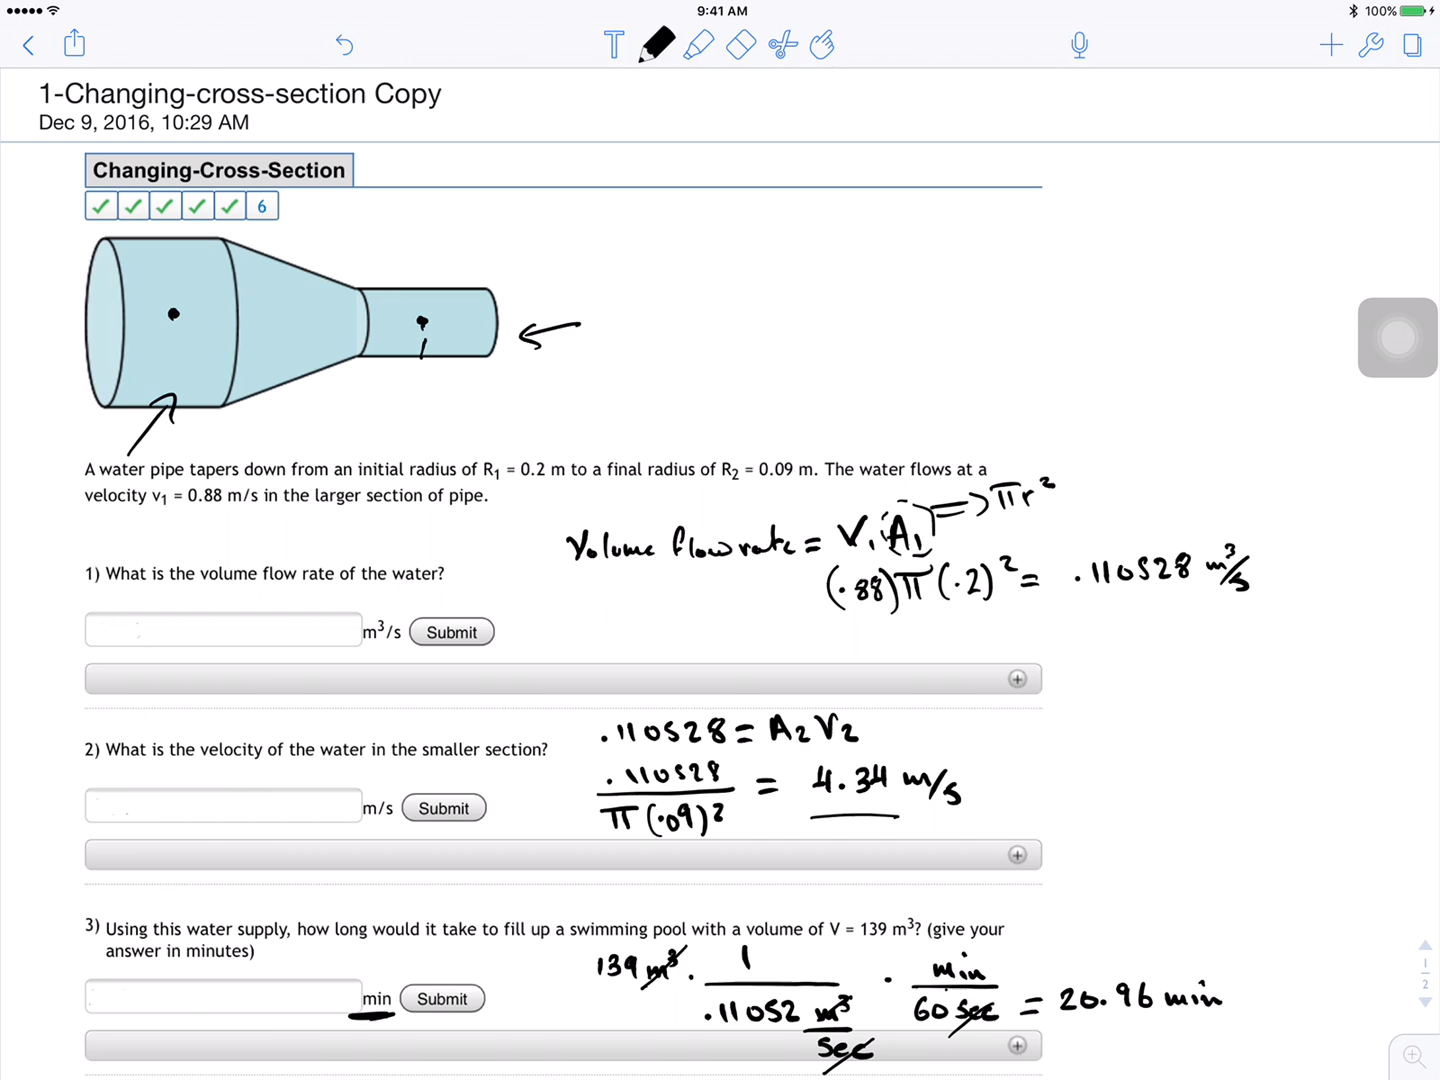 9:41 AM
100%
T
1-Changing-cross-section Copy
Dec 9, 2016, 10:29 AM
Changing-Cross-Section
6
A water pipe tapers down from an initial radius of R1 = 0.2 m to a final radius of R2 = 0.09 m. The water flows at a
velocity v1 = 0.88 m/s in the larger section of pipe.
Volume flow rate = V1 (A1) => πr²
(.88)π(.2)² = .110528 m³/s
1) What is the volume flow rate of the water?
m³/s Submit
.110528 = A2V2
2) What is the velocity of the water in the smaller section?
.110528 / π(.09)² = 4.34 m/s
m/s Submit
3) Using this water supply, how long would it take to fill up a swimming pool with a volume of V = 139 m³? (give your
answer in minutes)
139 m³ · 1 / .11052 m³/sec · min / 60 sec = 20.96 min
min Submit
1
2